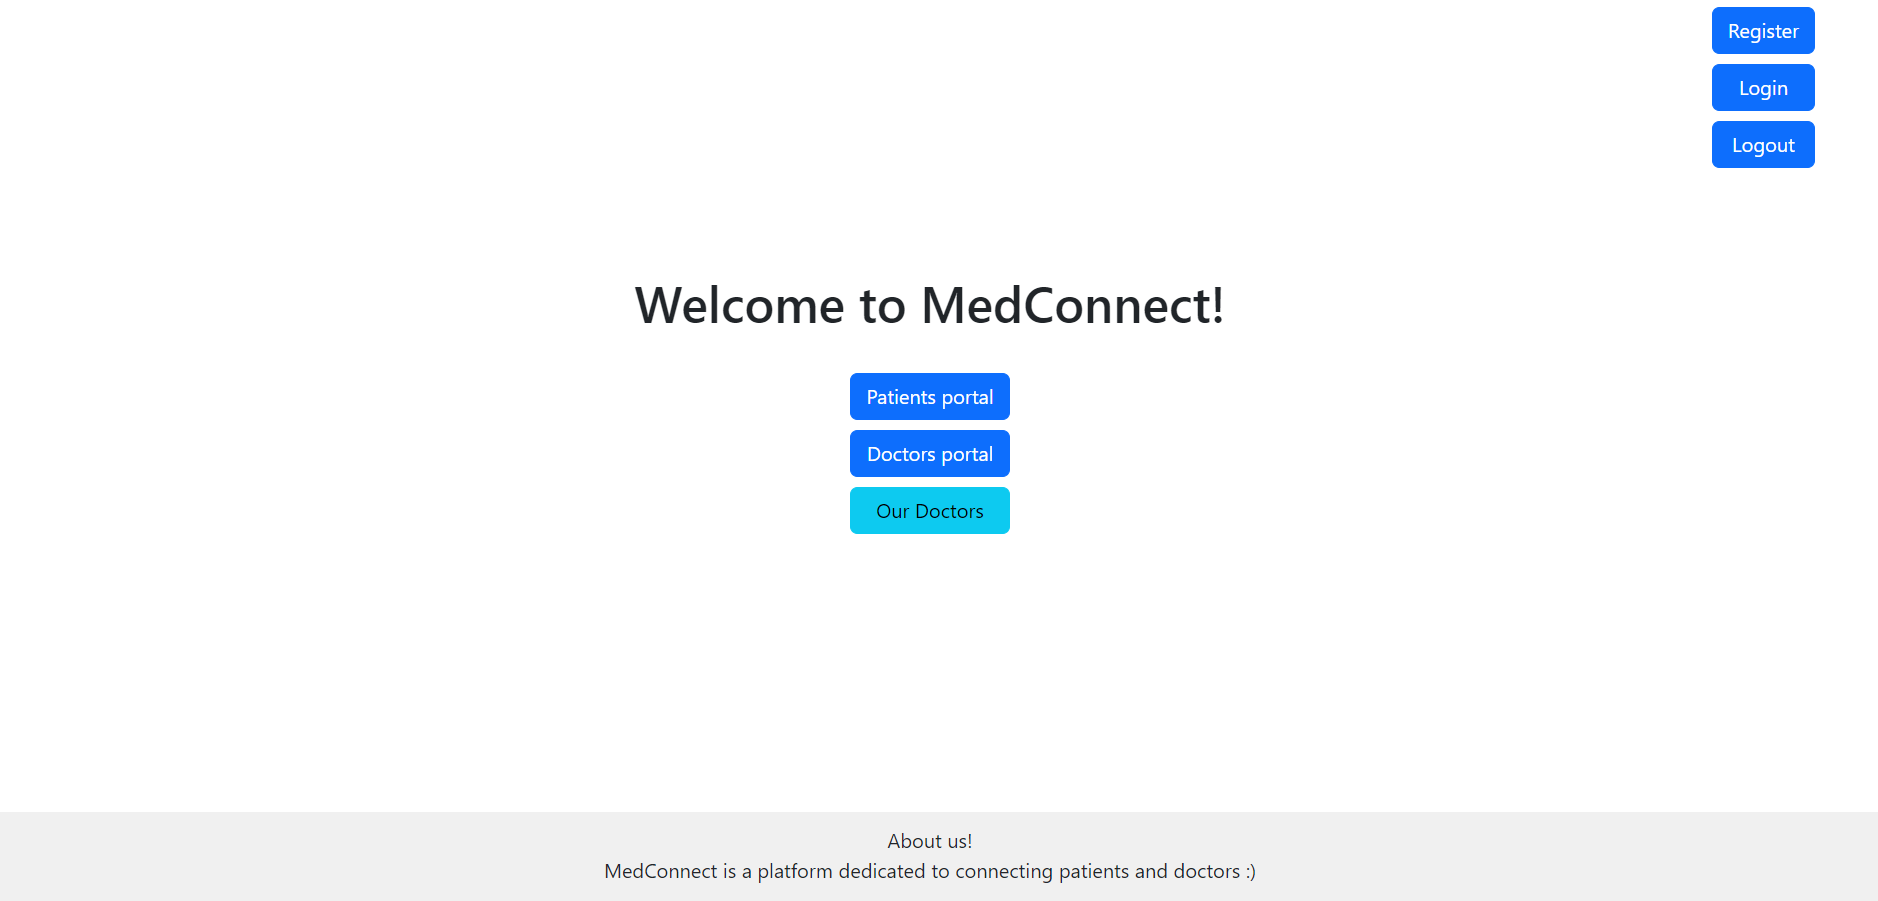 Register
Login
Logout
Welcome to MedConnect!
Patients portal
Doctors portal
Our Doctors
About us!
MedConnect is a platform dedicated to connecting patients and doctors :)